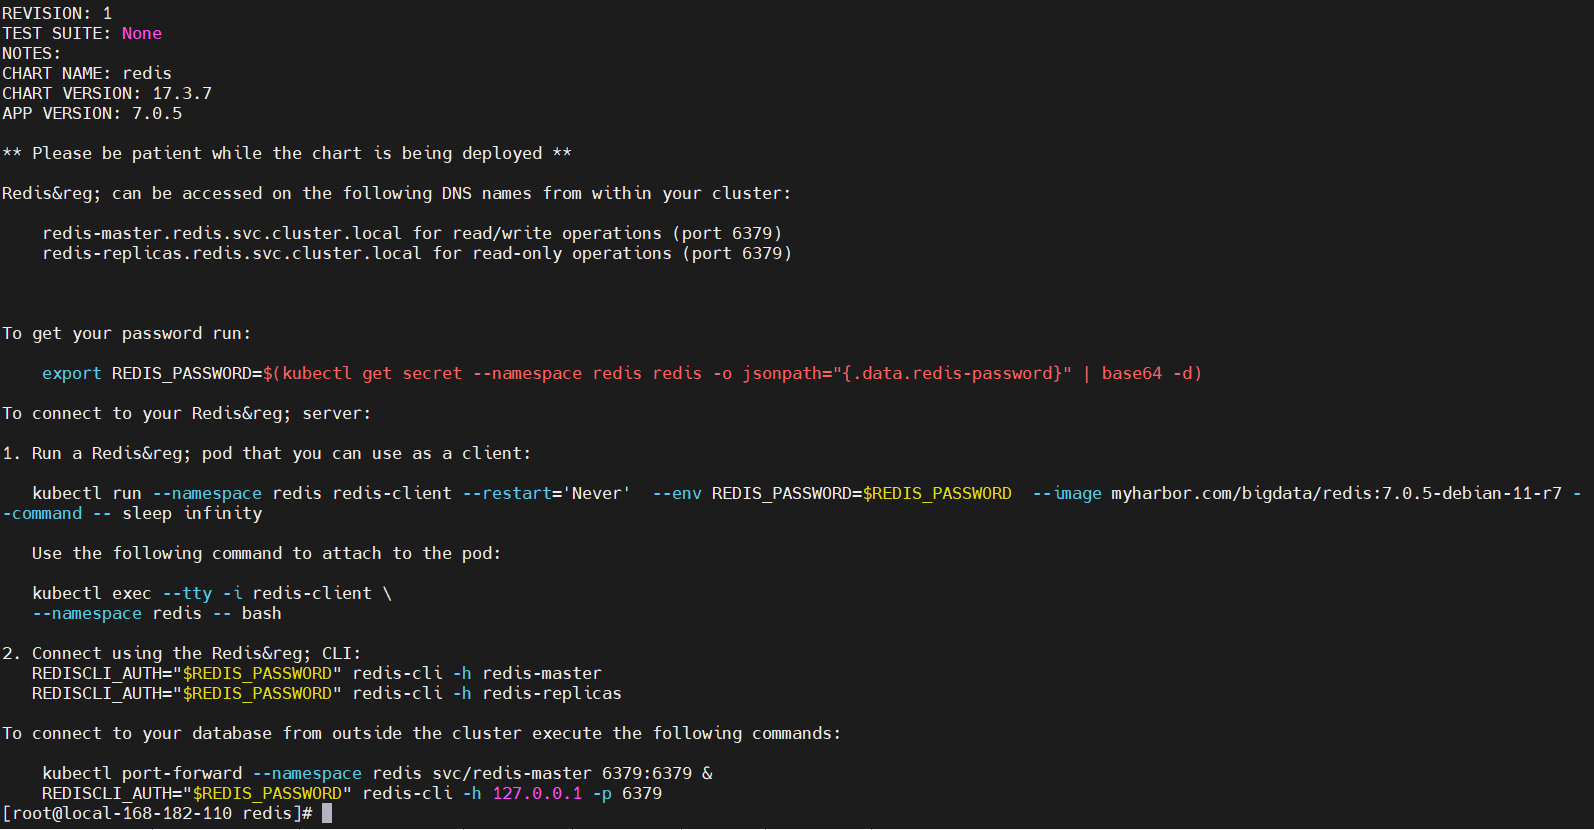 REVISION: 1
TEST SUITE: None
NOTES:
CHART NAME: redis
CHART VERSION: 17.3.7
APP VERSION: 7.0.5
** Please be patient while the chart is being deployed **
Redis&reg; can be accessed on the following DNS names from within your cluster:
redis-master.redis.svc.cluster.local for read/write operations (port 6379)
redis-replicas.redis.svc.cluster.local for read-only operations (port 6379)
To get your password run:
export REDIS_PASSWORD=$(kubectl get secret --namespace redis redis -o jsonpath="{.data.redis-password}" | base64 -d)
To connect to your Redis&reg; server:
1. Run a Redis&reg; pod that you can use as a client:
kubectl run --namespace redis redis-client --restart='Never'  --env REDIS_PASSWORD=$REDIS_PASSWORD  --image myharbor.com/bigdata/redis:7.0.5-debian-11-r7 -
-command -- sleep infinity
Use the following command to attach to the pod:
kubectl exec --tty -i redis-client \
--namespace redis -- bash
2. Connect using the Redis&reg; CLI:
REDISCLI_AUTH="$REDIS_PASSWORD" redis-cli -h redis-master
REDISCLI_AUTH="$REDIS_PASSWORD" redis-cli -h redis-replicas
To connect to your database from outside the cluster execute the following commands:
kubectl port-forward --namespace redis svc/redis-master 6379:6379 &
REDISCLI_AUTH="$REDIS_PASSWORD" redis-cli -h 127.0.0.1 -p 6379
[root@local-168-182-110 redis]#